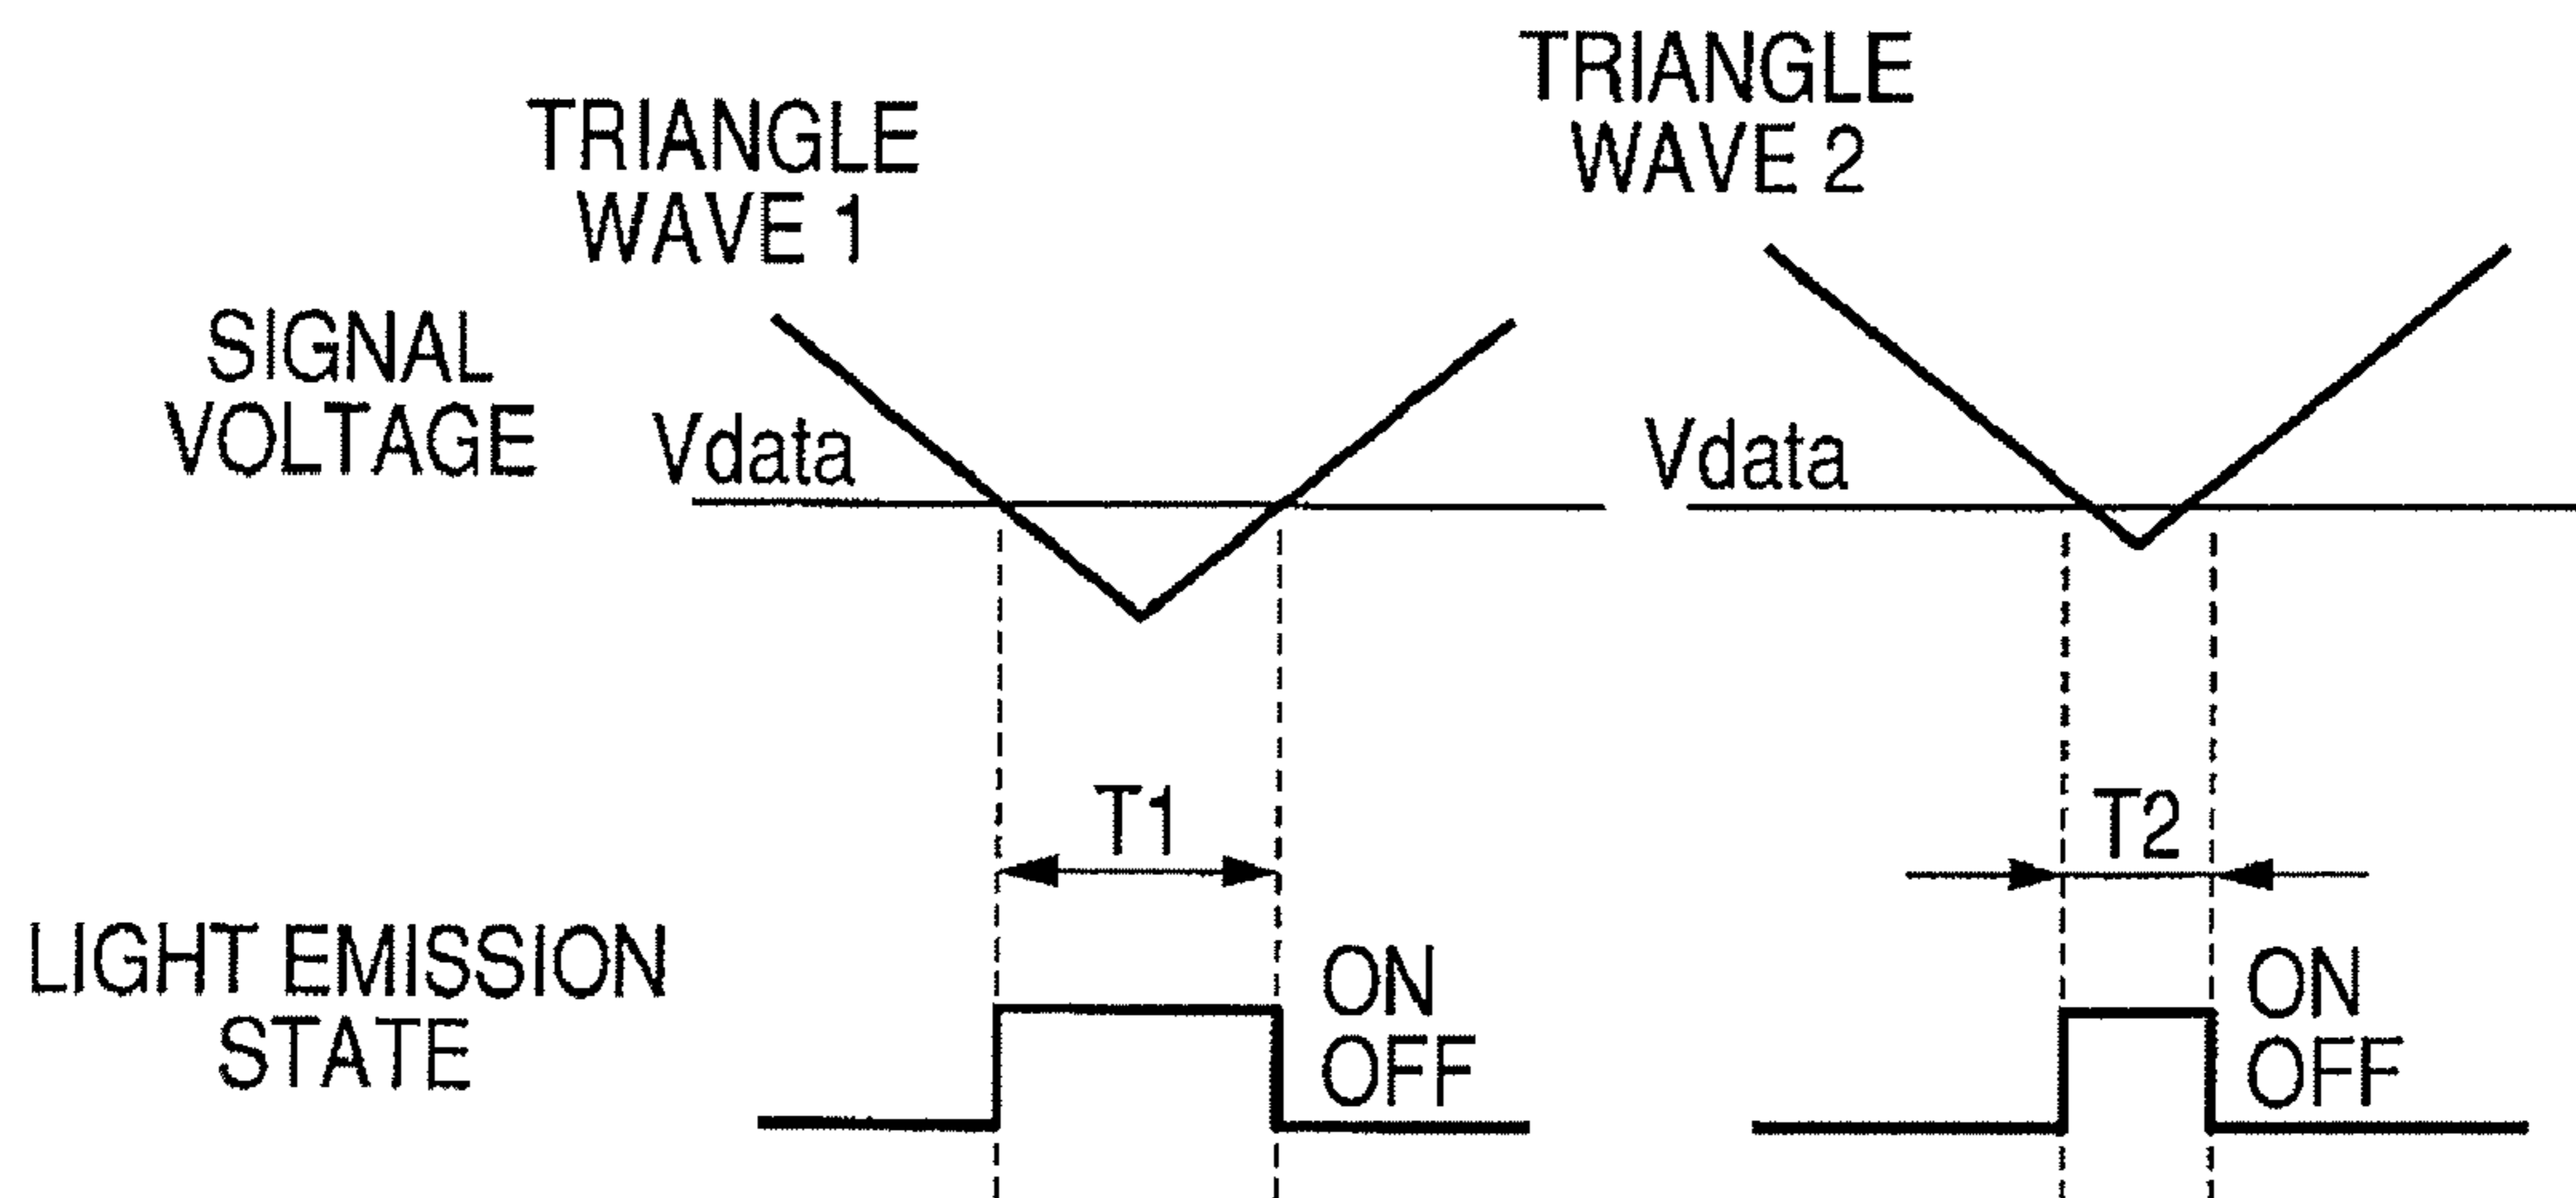 TRIANGLE
WAVE 1
TRIANGLE
WAVE 2
SIGNAL
VOLTAGE
Vdata
Vdata
T1
T2
LIGHT EMISSION
STATE
ON
OFF
ON
OFF